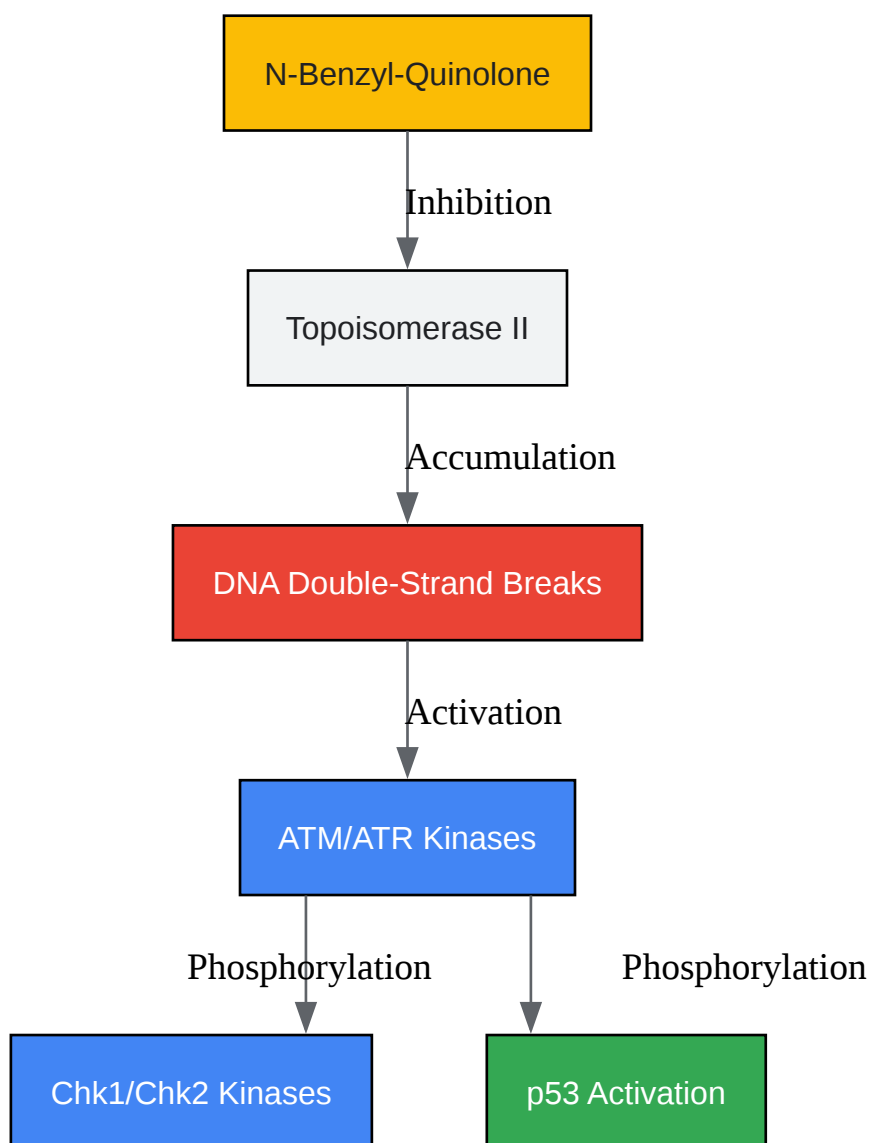 N-Benzyl-Quinolone
Inhibition
Topoisomerase II
Accumulation
DNA Double-Strand Breaks
Activation
ATM/ATR Kinases
Phosphorylation
Phosphorylation
Chk1/Chk2 Kinases
p53 Activation